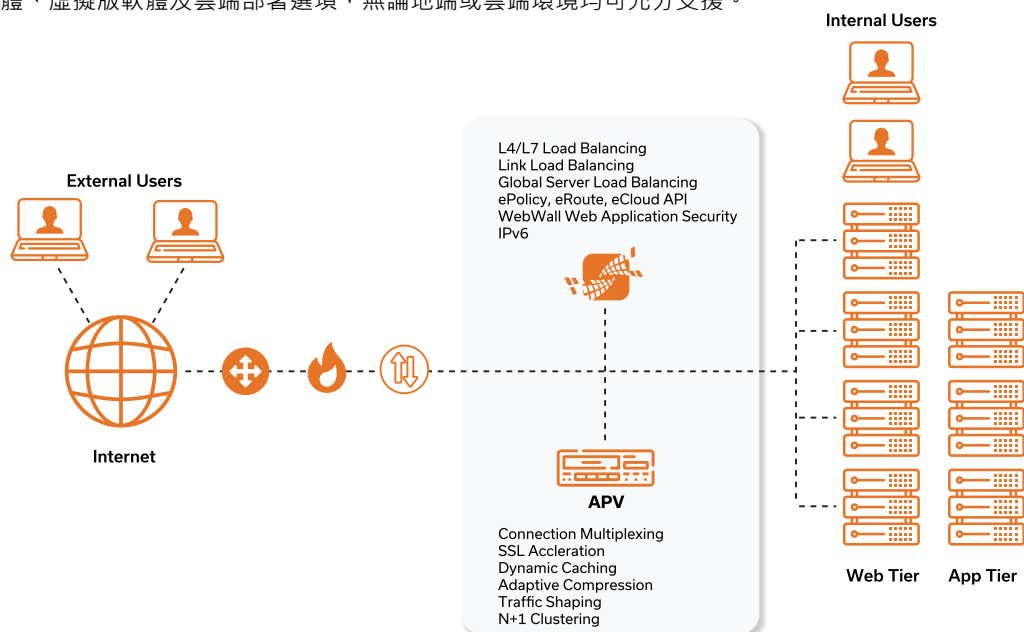 體、虛擬版軟體及雲端部署選項，無論地端或雲端環境均可充分支援。
Internal Users
External Users
L4/L7 Load Balancing
Link Load Balancing
Global Server Load Balancing
ePolicy, eRoute, eCloud API
WebWall Web Application Security
IPv6
Internet
APV
Connection Multiplexing
SSL Accleration
Dynamic Caching
Adaptive Compression
Traffic Shaping
N+1 Clustering
Web Tier
App Tier